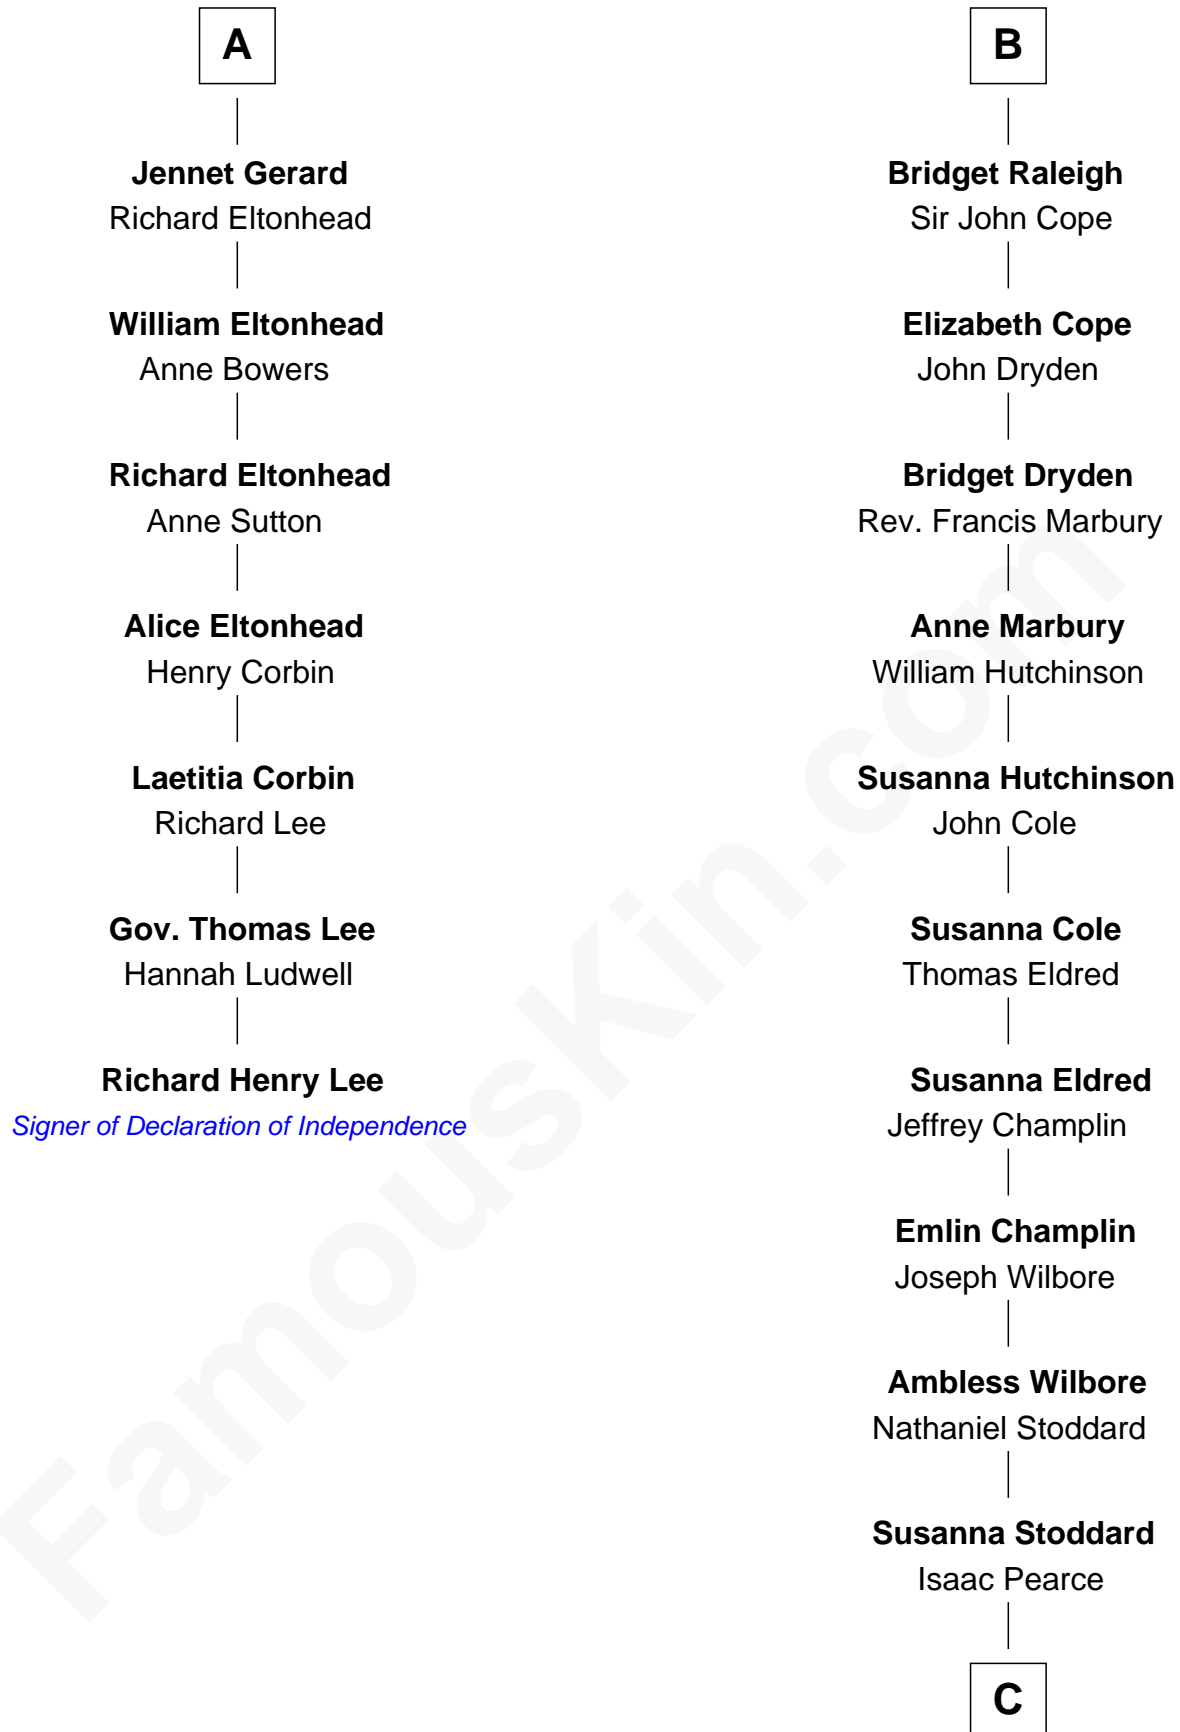 A
Jennet Gerard
Richard Eltonhead
William Eltonhead
Anne Bowers
Richard Eltonhead
Anne Sutton
Alice Eltonhead
Henry Corbin
Laetitia Corbin
Richard Lee
Gov. Thomas Lee
Hannah Ludwell
Richard Henry Lee
Signer of Declaration of Independence
B
Bridget Raleigh
Sir John Cope
Elizabeth Cope
John Dryden
Bridget Dryden
Rev. Francis Marbury
Anne Marbury
William Hutchinson
Susanna Hutchinson
John Cole
Susanna Cole
Thomas Eldred
Susanna Eldred
Jeffrey Champlin
Emlin Champlin
Joseph Wilbore
Ambless Wilbore
Nathaniel Stoddard
Susanna Stoddard
Isaac Pearce
C
FamousKin.com